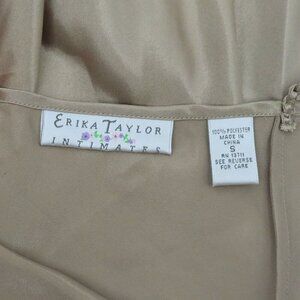 ERIKA TAYLOR
INTIMATES
100% POLYESTER
MADE IN
CHINA
S
RN 13711
SEE REVERSE
FOR CARE